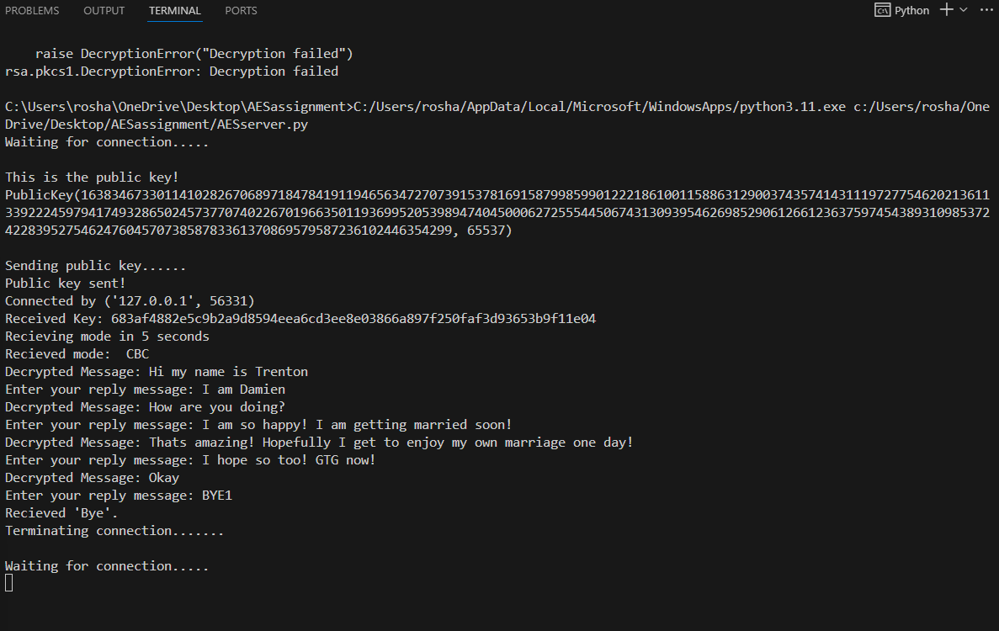 PROBLEMS OUTPUT TERMINAL PORTS Python
raise DecryptionError("Decryption failed")
rsa.pkcs1.DecryptionError: Decryption failed
C:\Users\rosha\OneDrive\Desktop\AESassignment>C:/Users/rosha/AppData/Local/Microsoft/WindowsApps/python3.11.exe c:/Users/rosha/One
Drive/Desktop/AESassignment/AESserver.py
Waiting for connection.....
This is the public key!
PublicKey(163834673301141028267068971847841911946563472707391537816915879985990122218610011588631290037435741431119727754620213611
3392224597941749328650245737707402267019663501193699520539894740450006272555445067431309395462698529061266123637597454389310985372
4228395275462476045707385878336137086957958723610244635429​9, 65537)
Sending public key......
Public key sent!
Connected by ('127.0.0.1', 56331)
Received Key: 683af4882e5c9b2a9d8594eea6cd3ee8e03866a897f250faf3d93653b9f11e04
Recieving mode in 5 seconds
Recieved mode:  CBC
Decrypted Message: Hi my name is Trenton
Enter your reply message: I am Damien
Decrypted Message: How are you doing?
Enter your reply message: I am so happy! I am getting married soon!
Decrypted Message: Thats amazing! Hopefully I get to enjoy my own marriage one day!
Enter your reply message: I hope so too! GTG now!
Decrypted Message: Okay
Enter your reply message: BYE1
Recieved 'Bye'.
Terminating connection.......
Waiting for connection.....